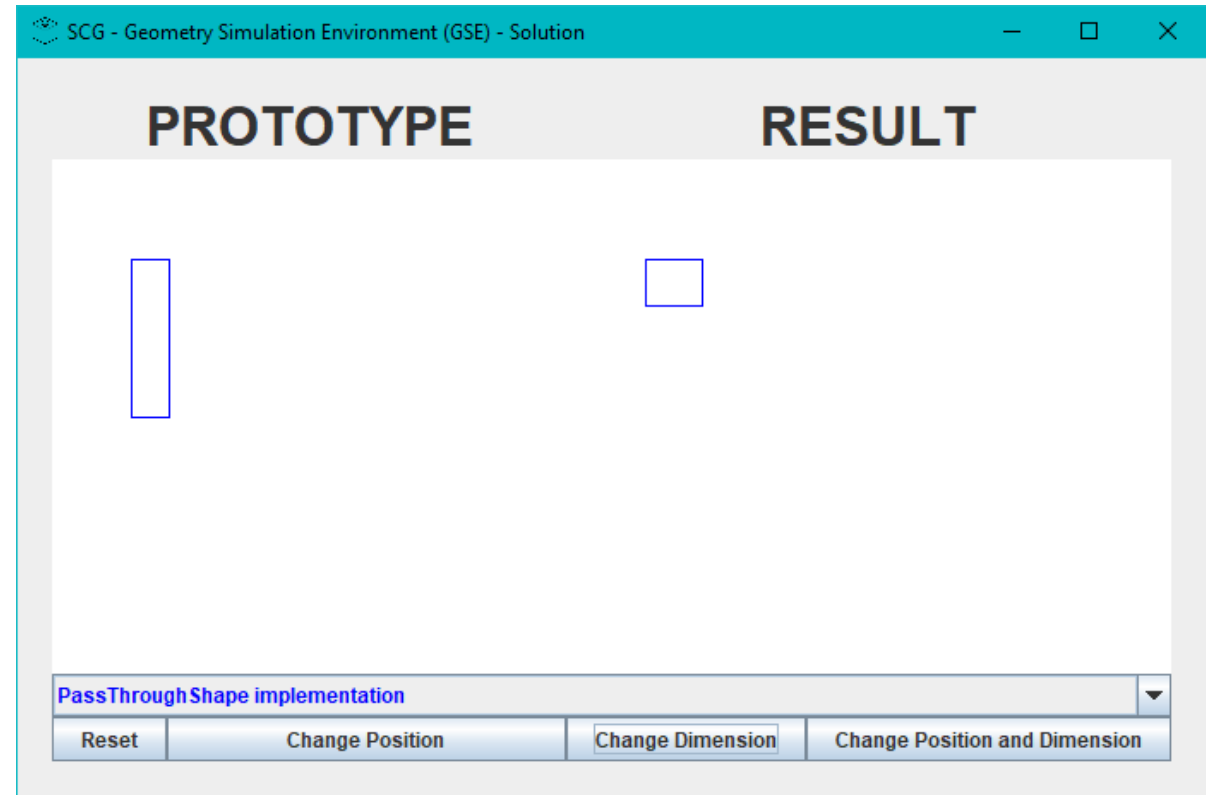 SCG - Geometry Simulation Environment (GSE) - Solution
PROTOTYPE RESULT
PassThroughShape implementation
Reset Change Position Change Dimension Change Position and Dimension